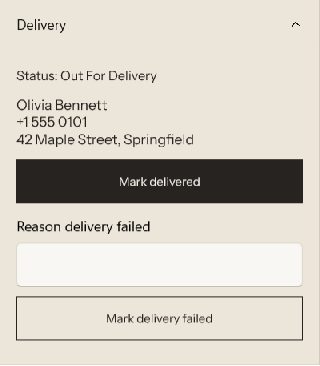 Delivery
Status: Out For Delivery
Olivia Bennett
+1 555 0101
42 Maple Street, Springfield
Mark delivered
Reason delivery failed
Mark delivery failed